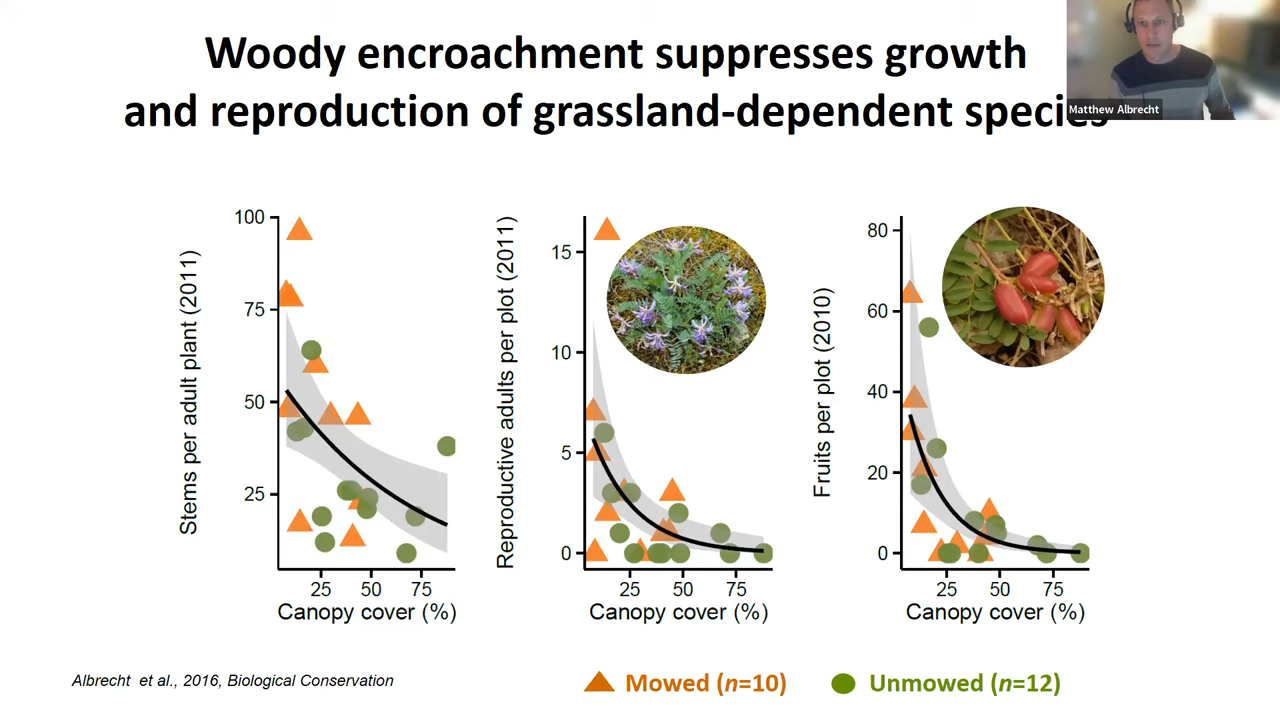 Woody encroachment suppresses growth
and reproduction of grassland-dependent species
Matthew Albrecht
Stems per adult plant (2011)
100
75
50
25
25 50 75
Canopy cover (%)
Reproductive adults per plot (2011)
15
10
5
0
25 50 75
Canopy cover (%)
Fruits per plot (2010)
80
60
40
20
0
25 50 75
Canopy cover (%)
Albrecht et al., 2016, Biological Conservation
Mowed (n=10)
Unmowed (n=12)